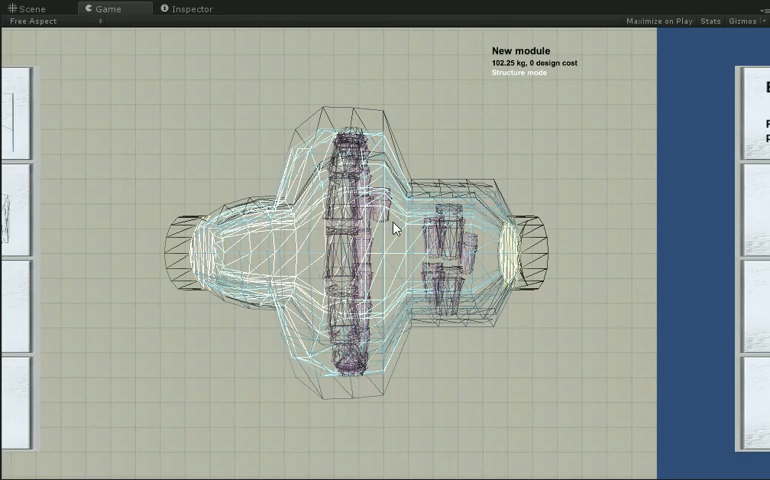 Scene
Game
Inspector
Free Aspect
Maximize on Play
Stats
Gizmos
New module
102.25 kg, 0 design cost
Structure mode